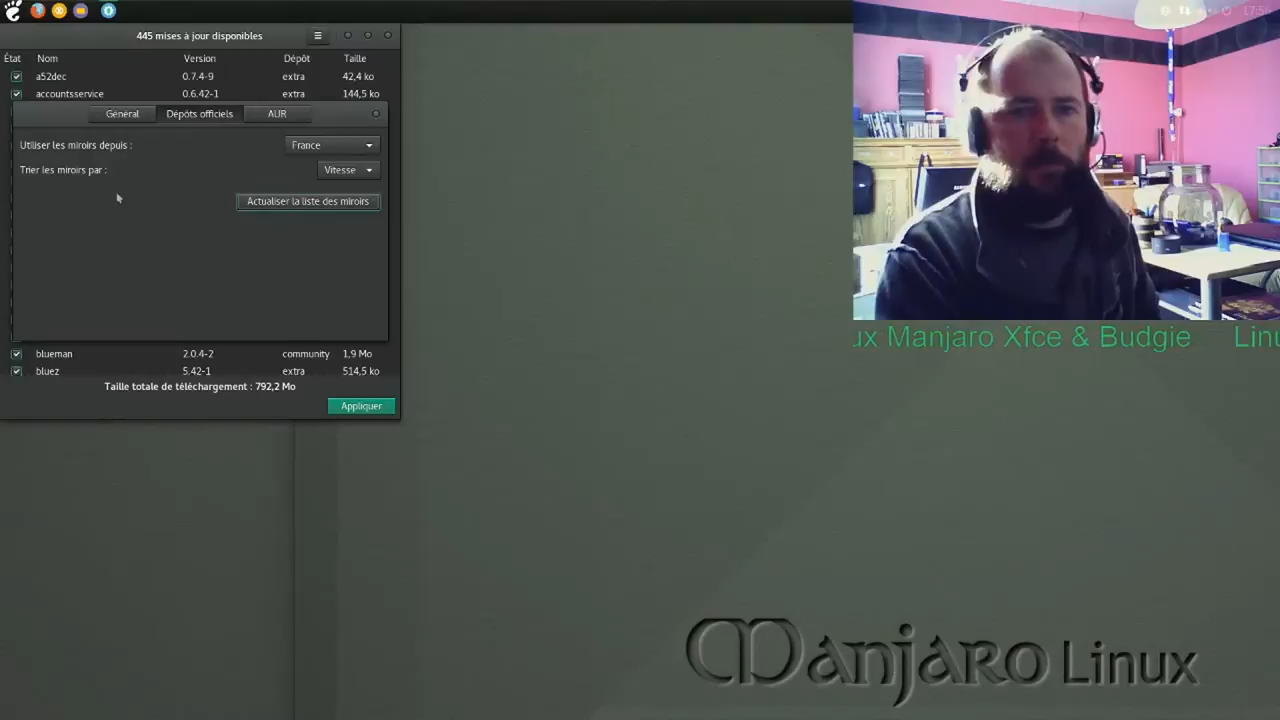 17:56
445 mises à jour disponibles
État Nom Version Dépôt Taille
a52dec 0.7.4-9 extra 42,4 ko
accountsservice 0.6.42-1 extra 144,5 ko
Général Dépôts officiels AUR
Utiliser les miroirs depuis : France
Trier les miroirs par : Vitesse
Actualiser la liste des miroirs
blueman 2.0.4-2 community 1,9 Mo
bluez 5.42-1 extra 514,5 ko
Taille totale de téléchargement : 792,2 Mo
Appliquer
ux Manjaro Xfce & Budgie Linu
Manjaro Linux